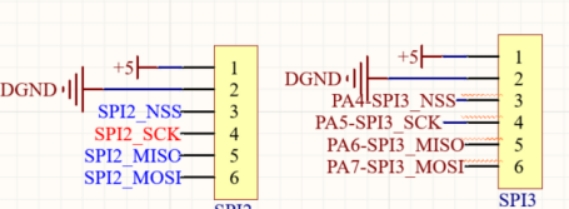 +5 1
DGND 2
SPI2_NSS 3
SPI2_SCK 4
SPI2_MISO 5
SPI2_MOSI 6
SPI2
+5 1
DGND 2
PA4-SPI3_NSS 3
PA5-SPI3_SCK 4
PA6-SPI3_MISO 5
PA7-SPI3_MOSI 6
SPI3